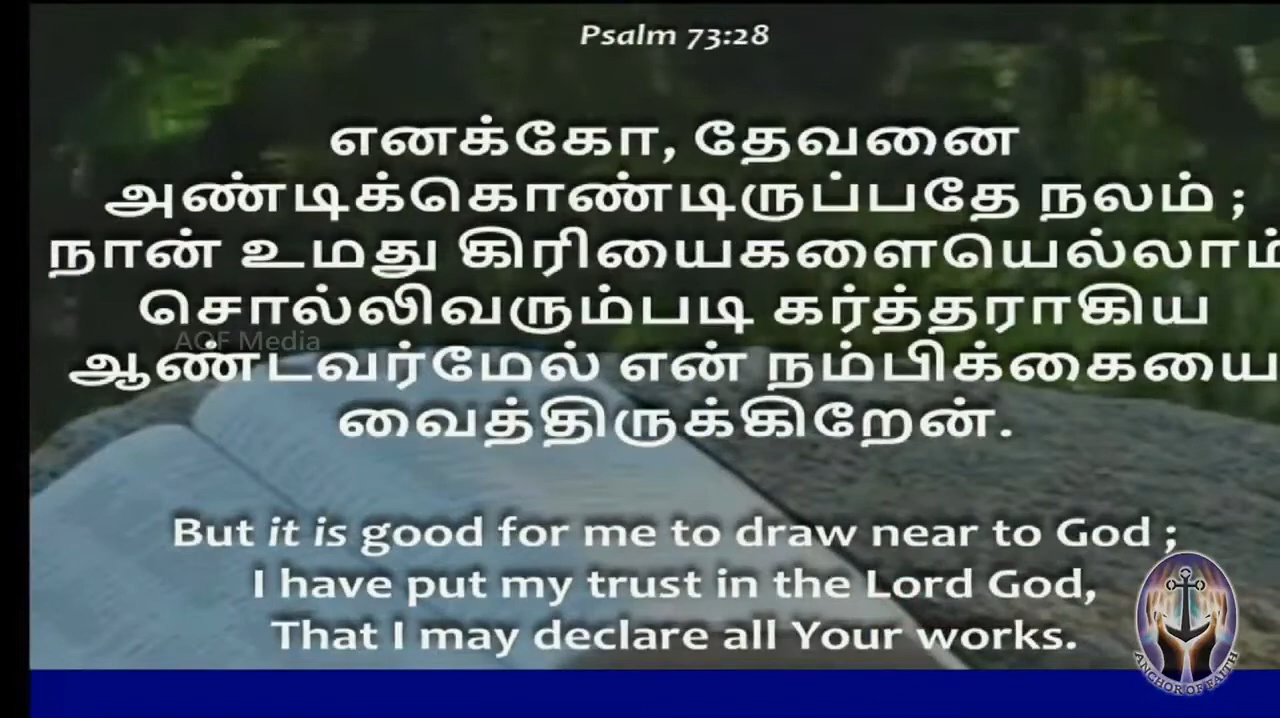 Psalm 73:28
எனக்கோ, தேவனை
அண்டிக்கொண்டிருப்பதே நலம் ;
நான் உமது கிரியைகளையெல்லாம்
சொல்லிவரும்படி கர்த்தராகிய
AOF Media
ஆண்டவர்மேல் என் நம்பிக்கையை
வைத்திருக்கிறேன்.
But it is good for me to draw near to God ;
I have put my trust in the Lord God,
That I may declare all Your works.
ANCHOR OF FAITH